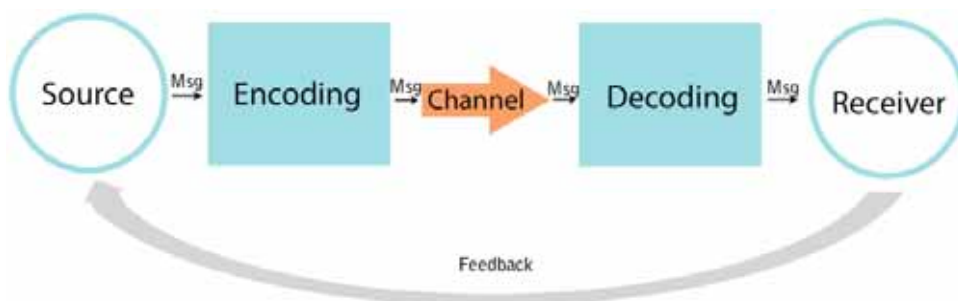 Source
Msg
Encoding
Msg
Channel
Msg
Decoding
Msg
Receiver
Feedback